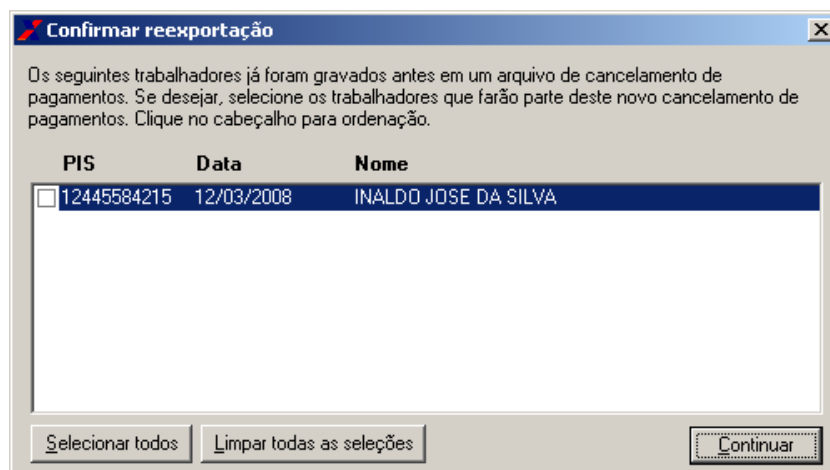 Confirmar reexportação
Os seguintes trabalhadores já foram gravados antes em um arquivo de cancelamento de
pagamentos. Se desejar, selecione os trabalhadores que farão parte deste novo cancelamento de
pagamentos. Clique no cabeçalho para ordenação.
PIS Data Nome
12445584215 12/03/2008 INALDO JOSE DA SILVA
Selecionar todos Limpar todas as seleções Continuar